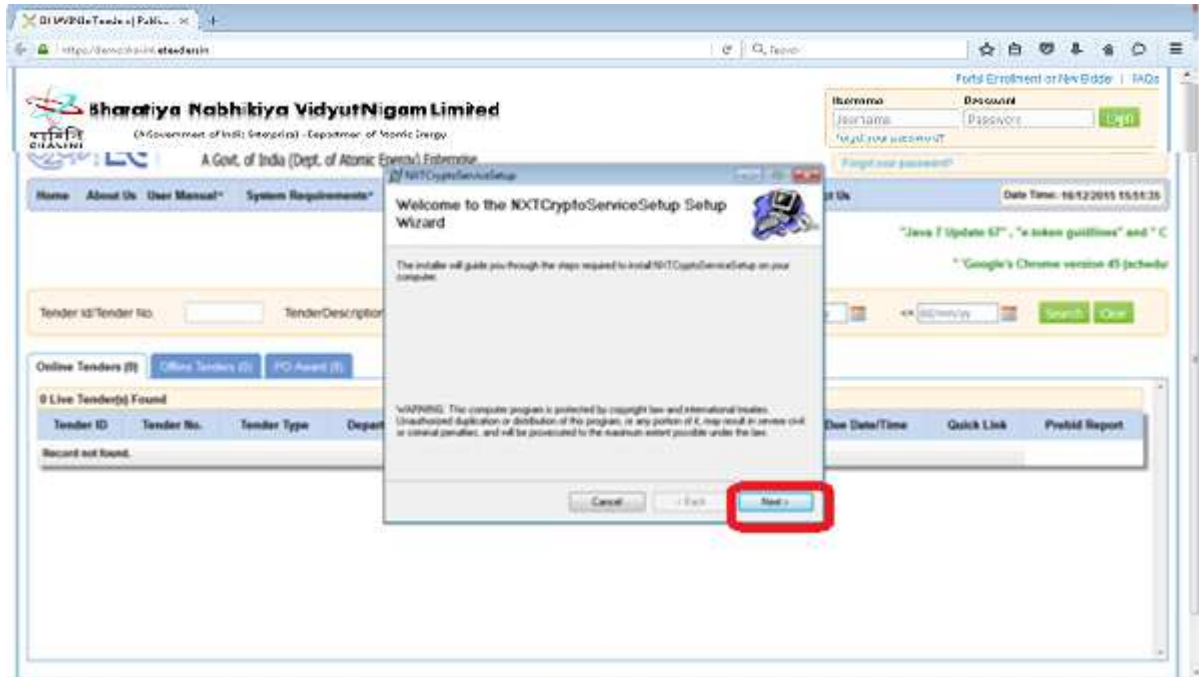 Portal Enrollment or New Bidder | FAQs
Bharatiya Nabhikiya Vidyut Nigam Limited
Username Password
Username Password Login
Forgot your password?
A Govt. of India (Dept. of Atomic Energy) Enterprise
Forgot your password?
NXTCryptoServiceSetup
Home About Us User Manual System Requirements
Date Time: 16/12/2015 15:51:35
Welcome to the NXTCryptoServiceSetup Setup
Wizard
"Java 7 Update 67" , "e token guidlines" and " C
The installer will guide you through the steps required to install NXTCryptoServiceSetup on your
computer.
"Google's Chrome version 45
Tender Id/Tender No. TenderDescription
Search Clear
Online Tenders (0) Offline Tenders (0) PO Award (0)
0 Live Tender(s) Found
Tender ID Tender No. Tender Type Depart Due Date/Time Quick Link Prebid Report
WARNING: This computer program is protected by copyright law and international treaties.
Unauthorized duplication or distribution of this program, or any portion of it, may result in severe civil
or criminal penalties, and will be prosecuted to the maximum extent possible under the law.
Record not found.
Cancel < Back Next >